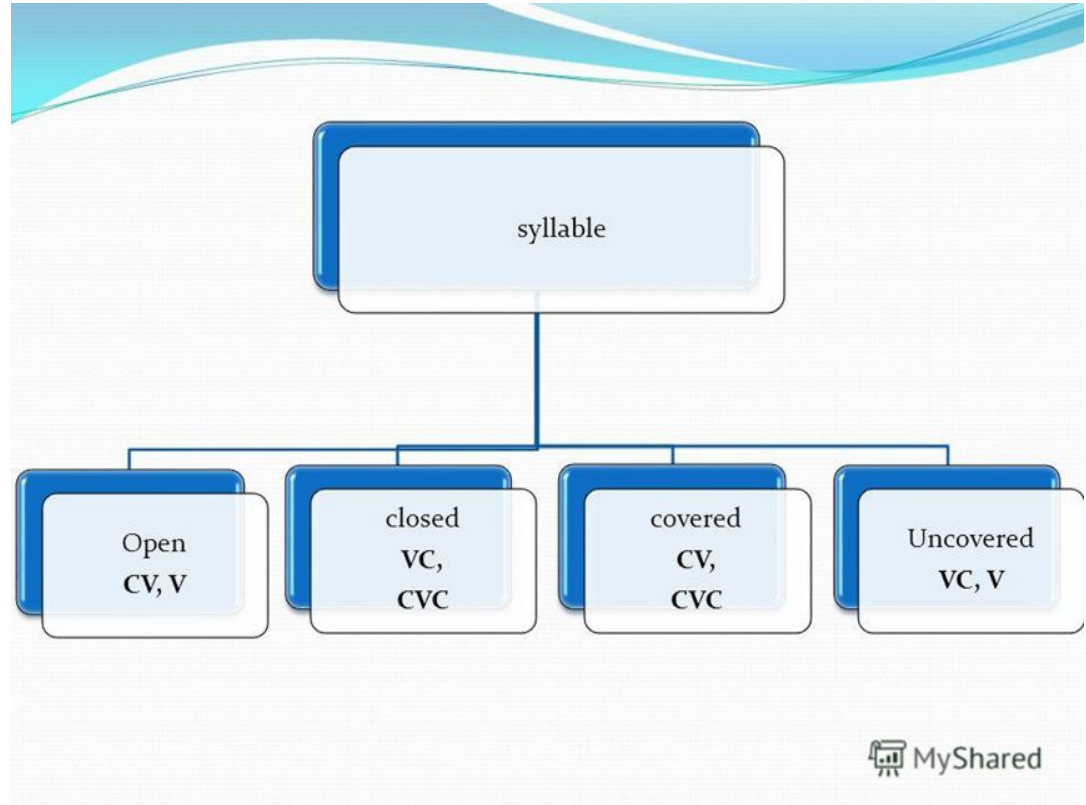 syllable
Open
CV, V
closed
VC,
CVC
covered
CV,
CVC
Uncovered
VC, V
MyShared